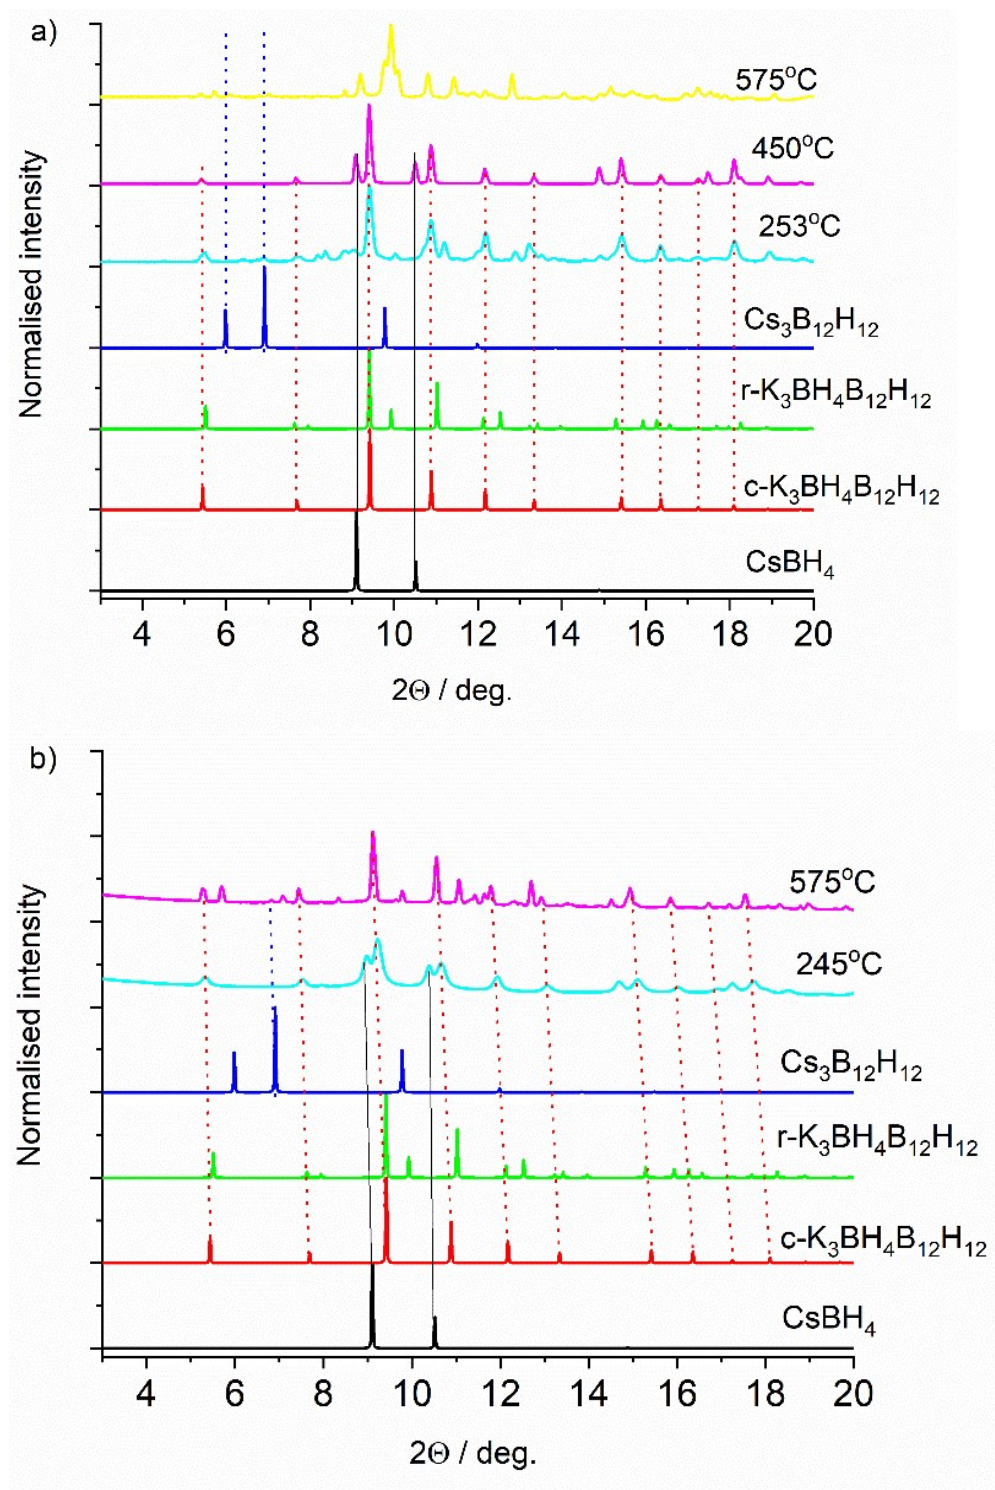 a)
Normalised intensity
575°C
450°C
253°C
Cs₃B₁₂H₁₂
r-K₃BH₄B₁₂H₁₂
c-K₃BH₄B₁₂H₁₂
CsBH₄
4 6 8 10 12 14 16 18 20
2Θ / deg.
b)
Normalised intensity
575°C
245°C
Cs₃B₁₂H₁₂
r-K₃BH₄B₁₂H₁₂
c-K₃BH₄B₁₂H₁₂
CsBH₄
4 6 8 10 12 14 16 18 20
2Θ / deg.